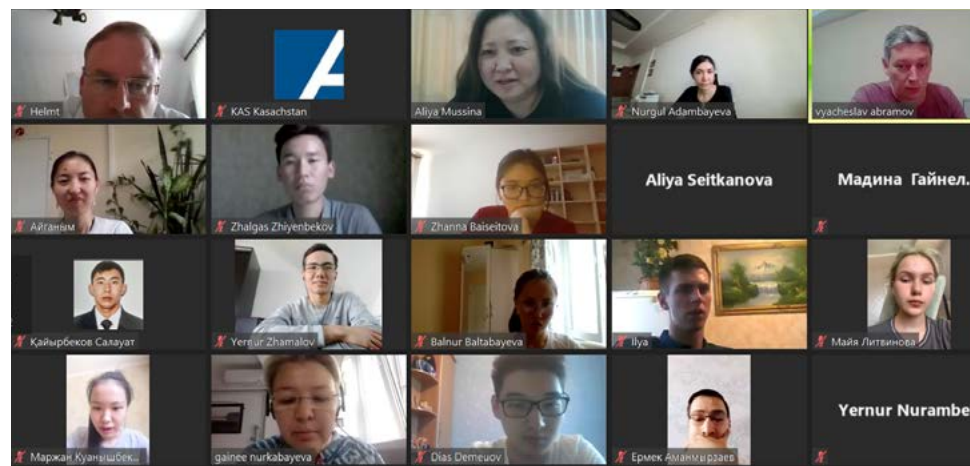 Helmt
KAS Kasachstan
Aliya Mussina
Nurgul Adambayeva
vyacheslav abramov
Айганым
Zhalgas Zhiyenbekov
Zhanna Baiseitova
Aliya Seitkanova
Мадина Гайнел...
Қайырбеков Салауат
Yernur Zhamalov
Balnur Baltabayeva
Ilya
Майя Литвинова
Маржан Куанышбек...
gainee nurkabayeva
Dias Demeuov
Ермек Аманмырзаев
Yernur Nurambe